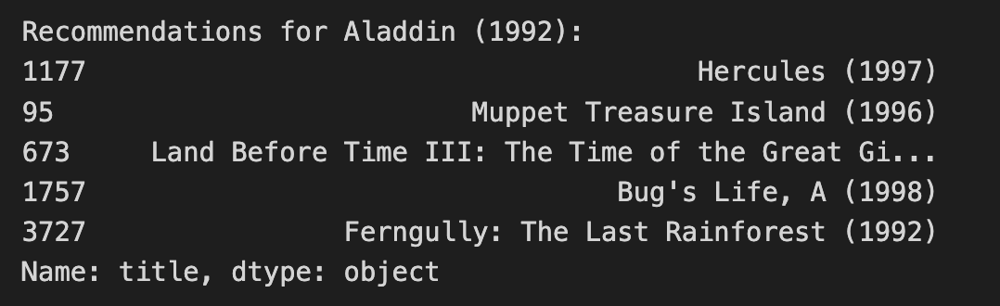 Recommendations for Aladdin (1992):
1177 Hercules (1997)
95 Muppet Treasure Island (1996)
673 Land Before Time III: The Time of the Great Gi...
1757 Bug's Life, A (1998)
3727 Ferngully: The Last Rainforest (1992)
Name: title, dtype: object